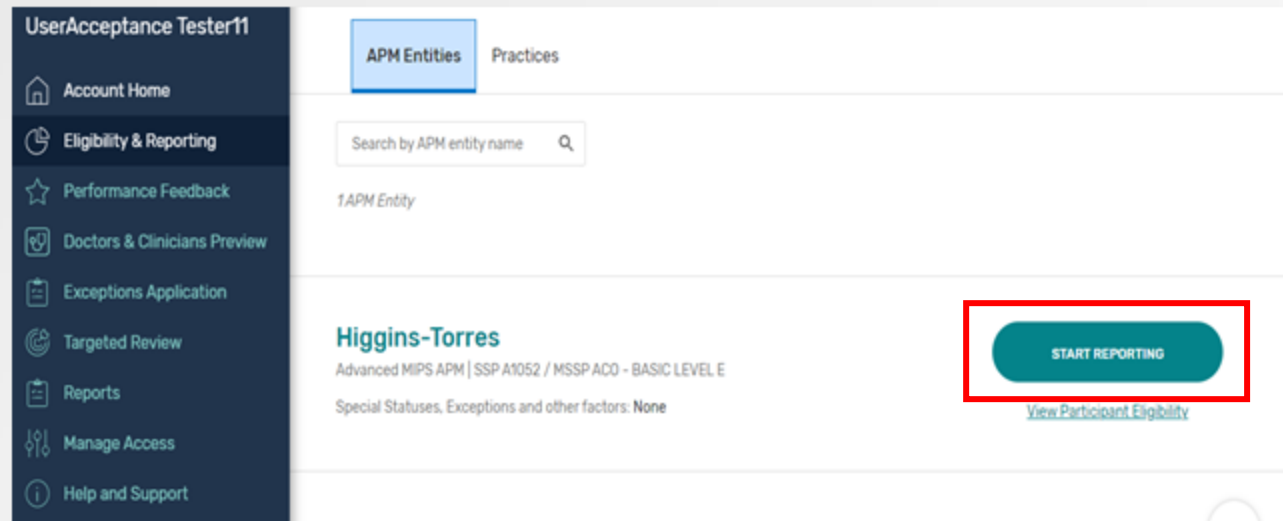 UserAcceptance Tester11
Account Home
Eligibility & Reporting
Performance Feedback
Doctors & Clinicians Preview
Exceptions Application
Targeted Review
Reports
Manage Access
Help and Support
APM Entities
Practices
Search by APM entity name
1 APM Entity
Higgins-Torres
Advanced MIPS APM | SSP A1052 / MSSP ACO - BASIC LEVEL E
Special Statuses, Exceptions and other factors: None
START REPORTING
View Participant Eligibility